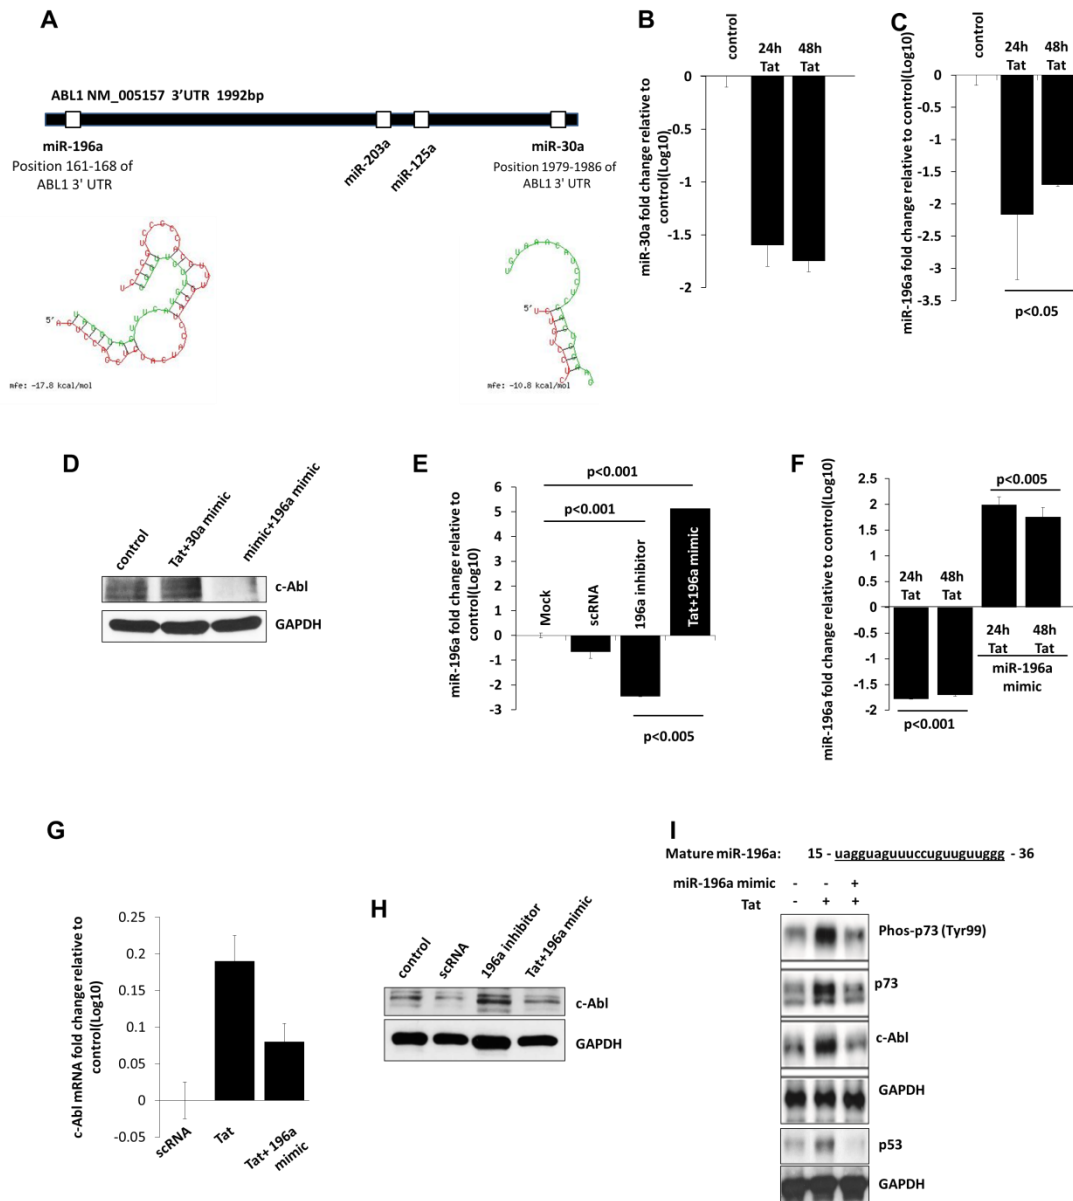 A
ABL1 NM_005157 3'UTR 1992bp
miR-196a
Position 161-168 of
ABL1 3' UTR
miR-203a
miR-125a
miR-30a
Position 1979-1986 of
ABL1 3' UTR
5'
mfe: -17.8 kcal/mol
5'
mfe: -10.8 kcal/mol
B
miR-30a fold change relative to
control(Log10)
control
24h
Tat
48h
Tat
0
-0.5
-1
-1.5
-2
C
miR-196a fold change relative to control(Log10)
control
24h
Tat
48h
Tat
0
-0.5
-1
-1.5
-2
-2.5
-3
-3.5
p<0.05
D
control
Tat+30a mimic
mimic+196a mimic
c-Abl
GAPDH
E
miR-196a fold change relative to
control(Log10)
6
5
4
3
2
1
0
-1
-2
-3
p<0.001
p<0.001
Mock
scRNA
196a inhibitor
Tat+196a mimic
p<0.005
F
miR-196a fold change relative to control(Log10)
2.5
2
1.5
1
0.5
0
-0.5
-1
-1.5
-2
p<0.005
24h
Tat
48h
Tat
24h
Tat
48h
Tat
miR-196a
mimic
p<0.001
G
c-Abl mRNA fold change relative to
control(Log10)
0.25
0.2
0.15
0.1
0.05
0
-0.05
scRNA
Tat
Tat+ 196a
mimic
H
control
scRNA
196a inhibitor
Tat+196a mimic
c-Abl
GAPDH
I
Mature miR-196a: 15 - uagguaguuuccuguuguuggg - 36
miR-196a mimic - - +
Tat - + +
Phos-p73 (Tyr99)
p73
c-Abl
GAPDH
p53
GAPDH